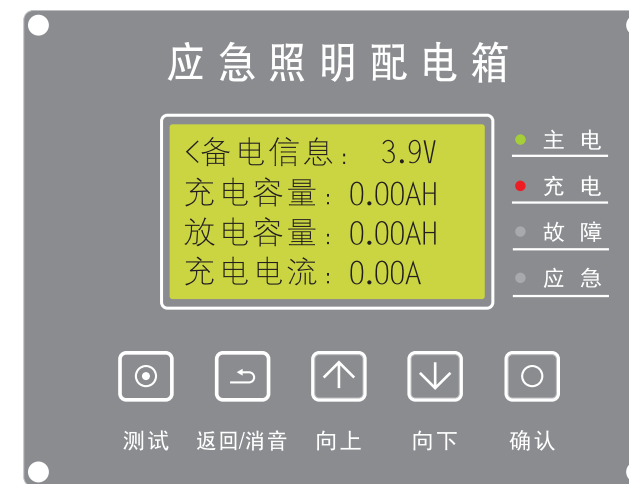 应急照明配电箱
<备电信息: 3.9V
充电容量: 0.00AH
放电容量: 0.00AH
充电电流: 0.00A
主电
充电
故障
应急
测试 返回/消音 向上 向下 确认